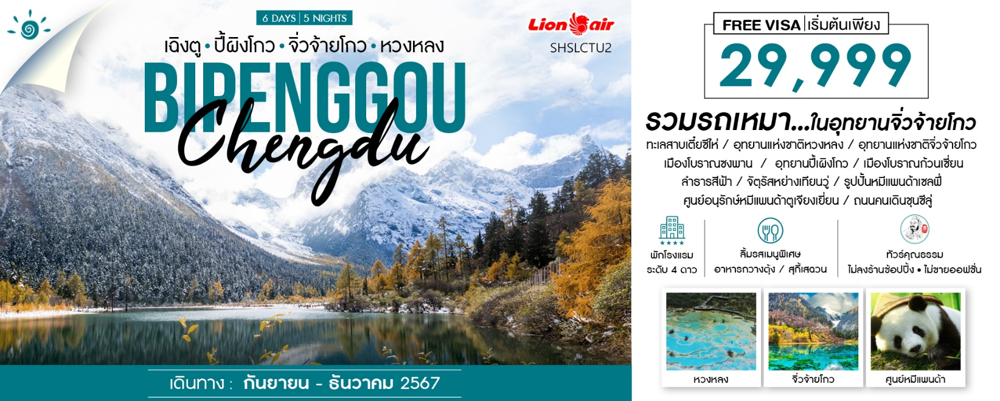 6 DAYS | 5 NIGHTS
เฉิงตู • ปี้ผิงโกว • จิ่วจ้ายโกว • หวงหลง
BIPENGGOU
Chengdu
Lion air
SHSLCTU2
เดินทาง : กันยายน - ธันวาคม 2567
FREE VISA | เริ่มต้นเพียง
29,999
รวมรถเหมา...ในอุทยานจิ่วจ้ายโกว
ทะเลสาบเตี๋ยซีไห่ / อุทยานแห่งชาติหวงหลง / อุทยานแห่งชาติจิ่วจ้ายโกว
เมืองโบราณซงพาน / อุทยานปี้เผิงโกว / เมืองโบราณก้วนเซี่ยน
ลำธารสีฟ้า / จัตุรัสหย่างเทียนวู่ / รูปปั้นหมีแพนด้าเซลฟี่
ศูนย์อนุรักษ์หมีแพนด้าตูเจียงเยี่ยน / ถนนคนเดินชุนซีลู่
พักโรงแรม
ระดับ 4 ดาว
ลิ้มรสเมนูพิเศษ
อาหารกวางตุ้ง / สุกี้เสฉวน
ทัวร์คุณธรรม
ไม่ลงร้านช้อปปิ้ง • ไม่ขายออฟชั่น
หวงหลง
จิ่วจ้ายโกว
ศูนย์หมีแพนด้า